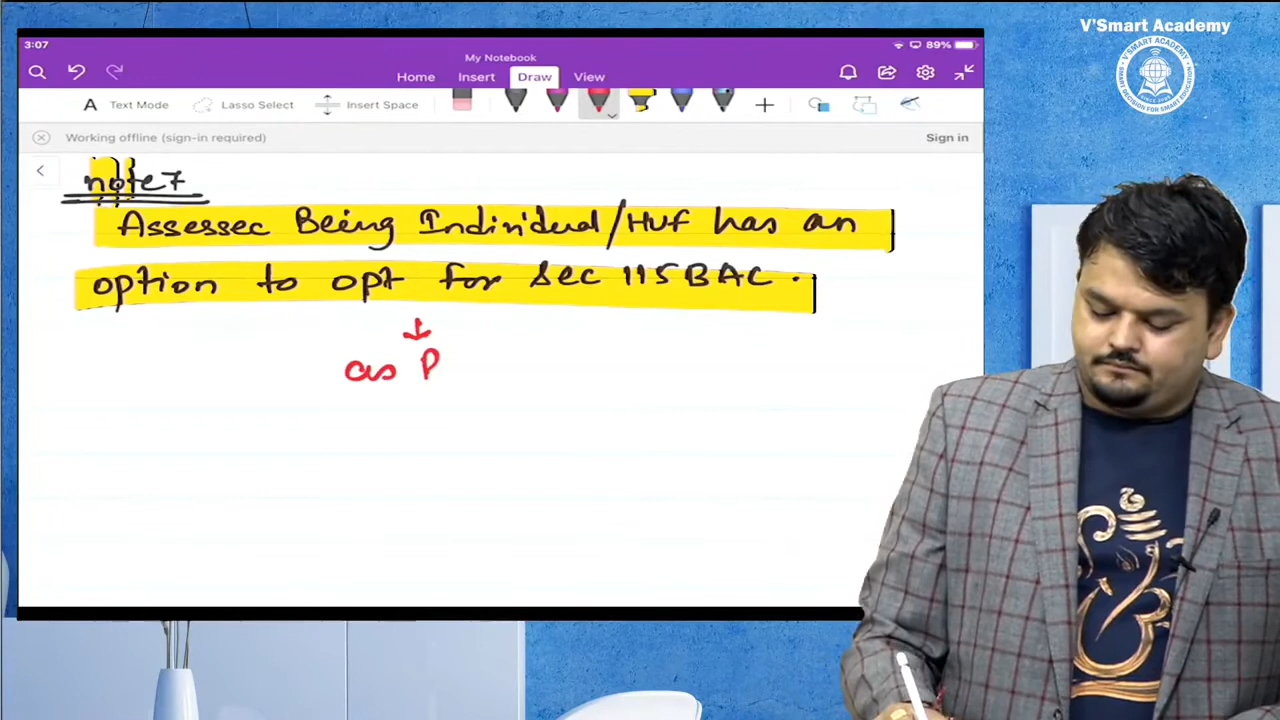 V'Smart Academy
3:07
89%
My Notebook
Home Insert Draw View
Text Mode Lasso Select Insert Space
Working offline (sign-in required) Sign in
note7
Assessec Being Individual/HUF has an
option to opt for sec 115BAC.
as P